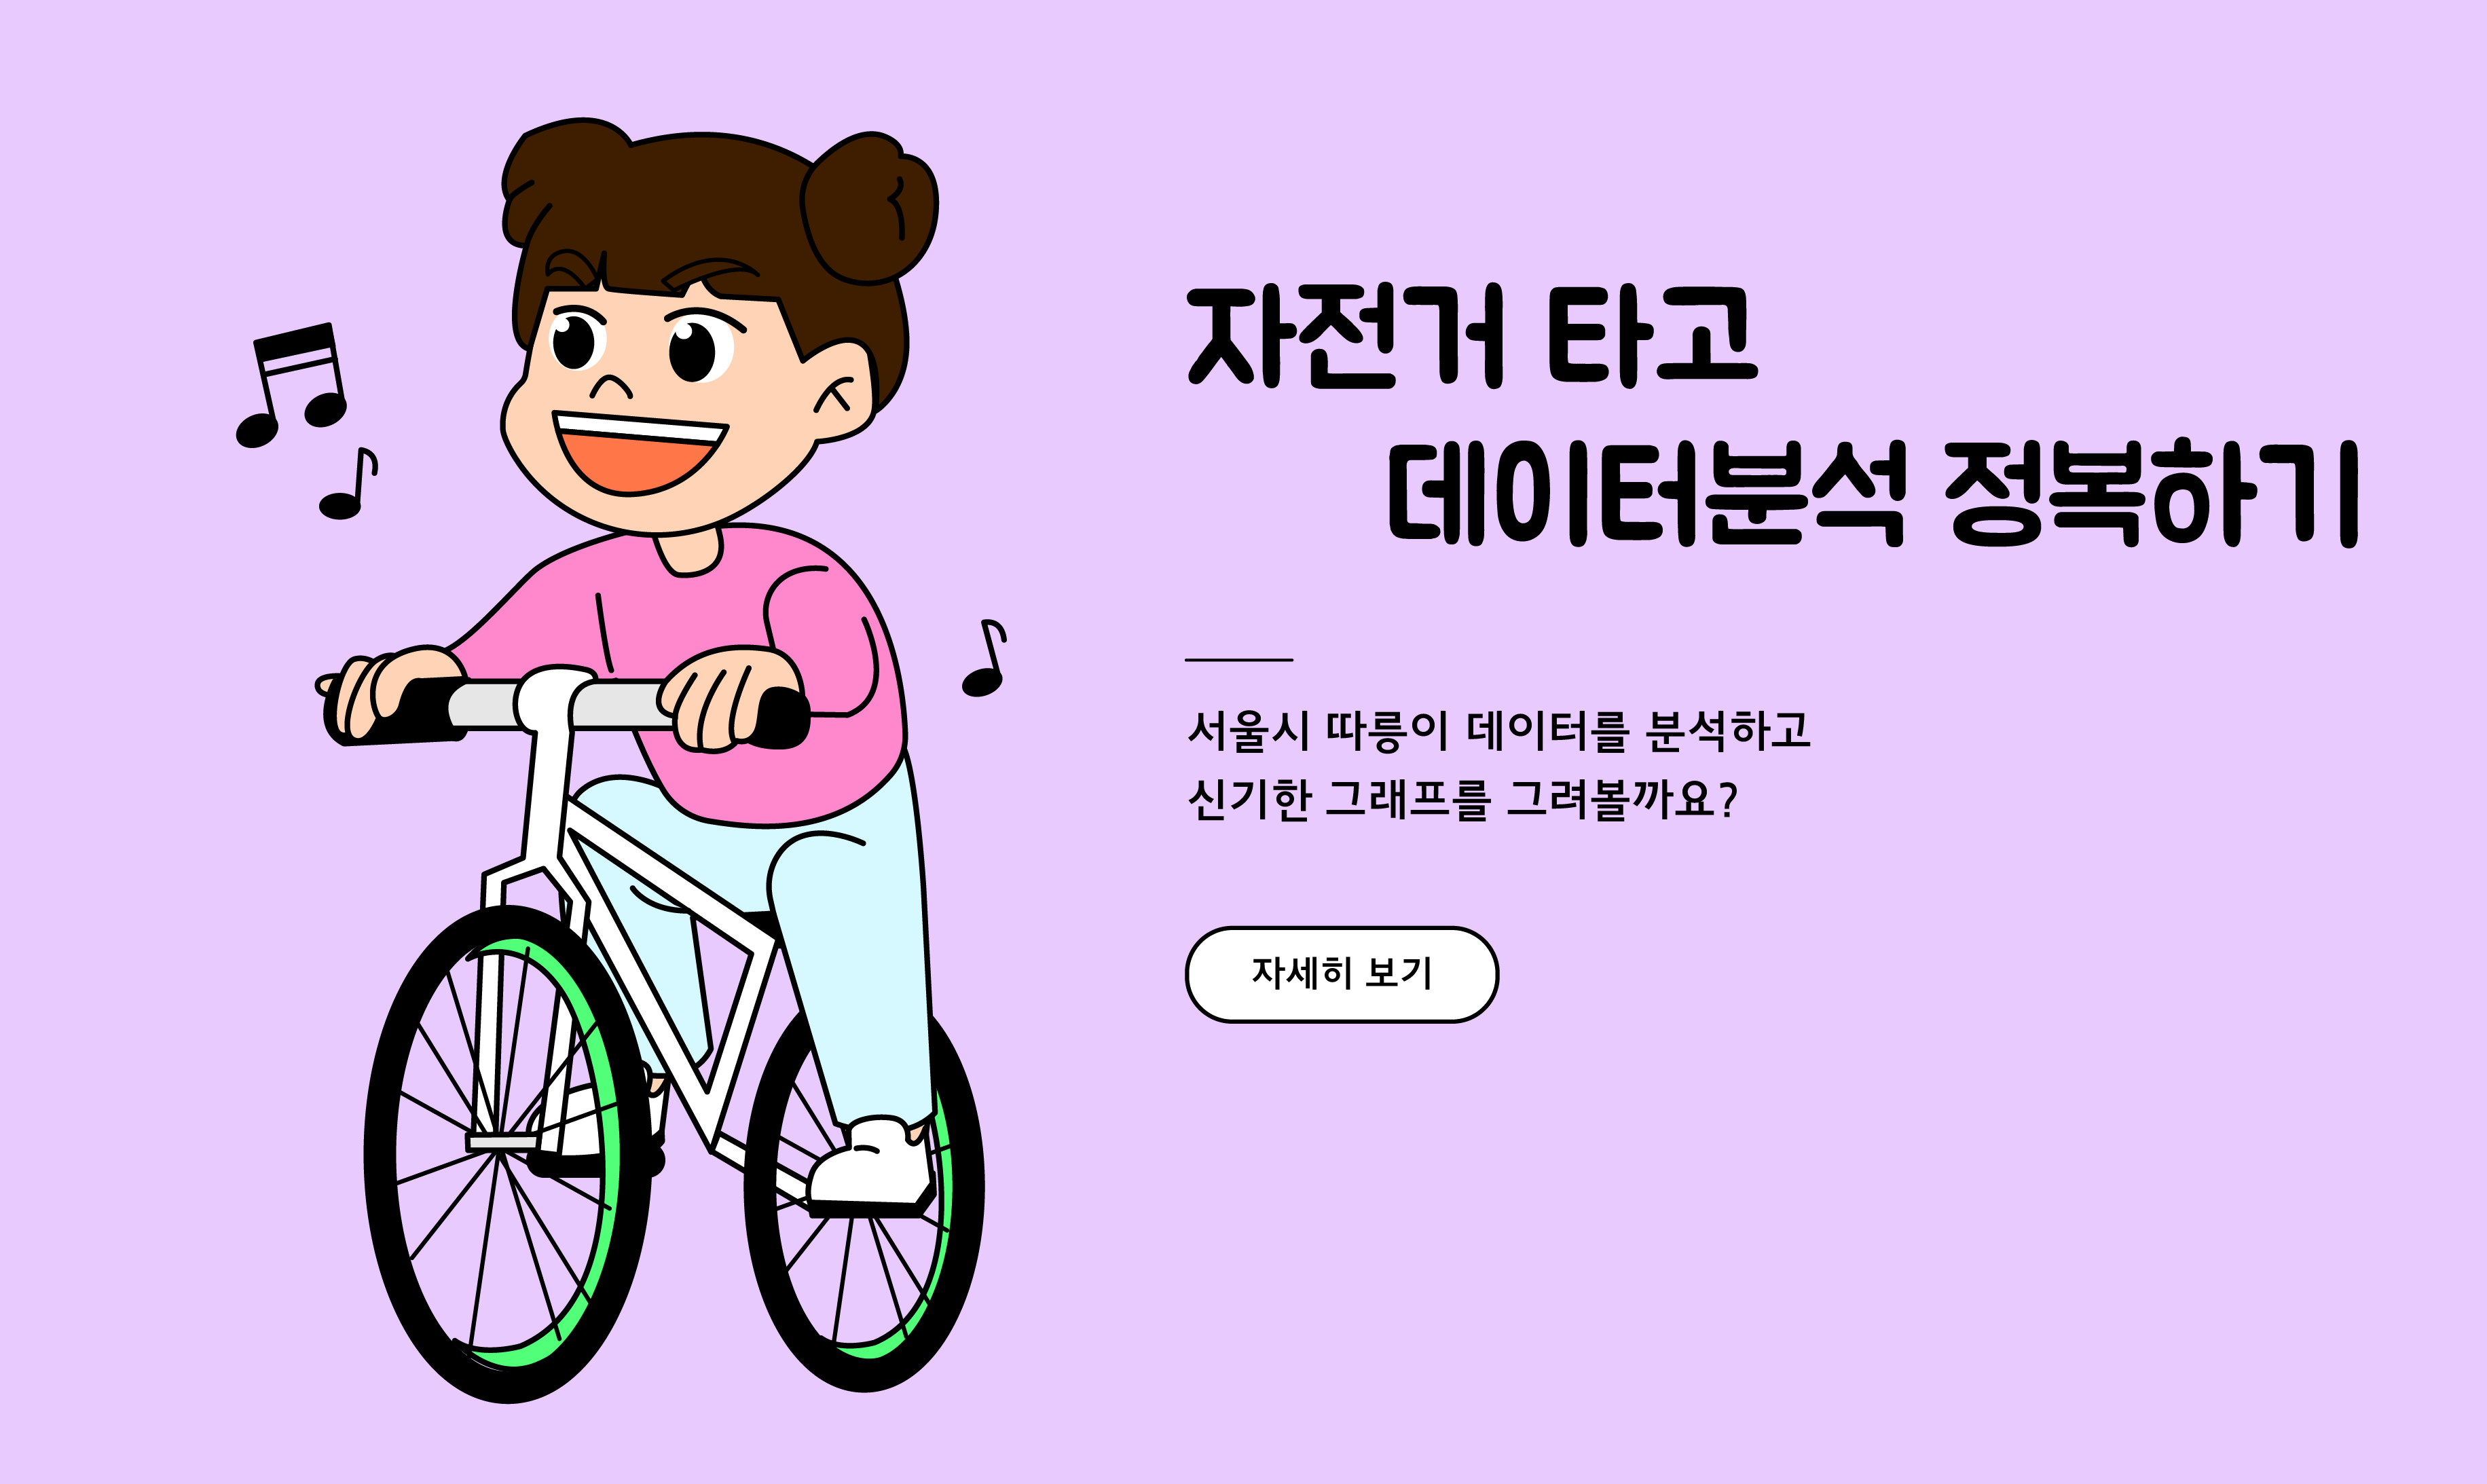 자전거 타고
데이터분석 정복하기
서울시 따릉이 데이터를 분석하고
신기한 그래프를 그려볼까요?
자세히 보기